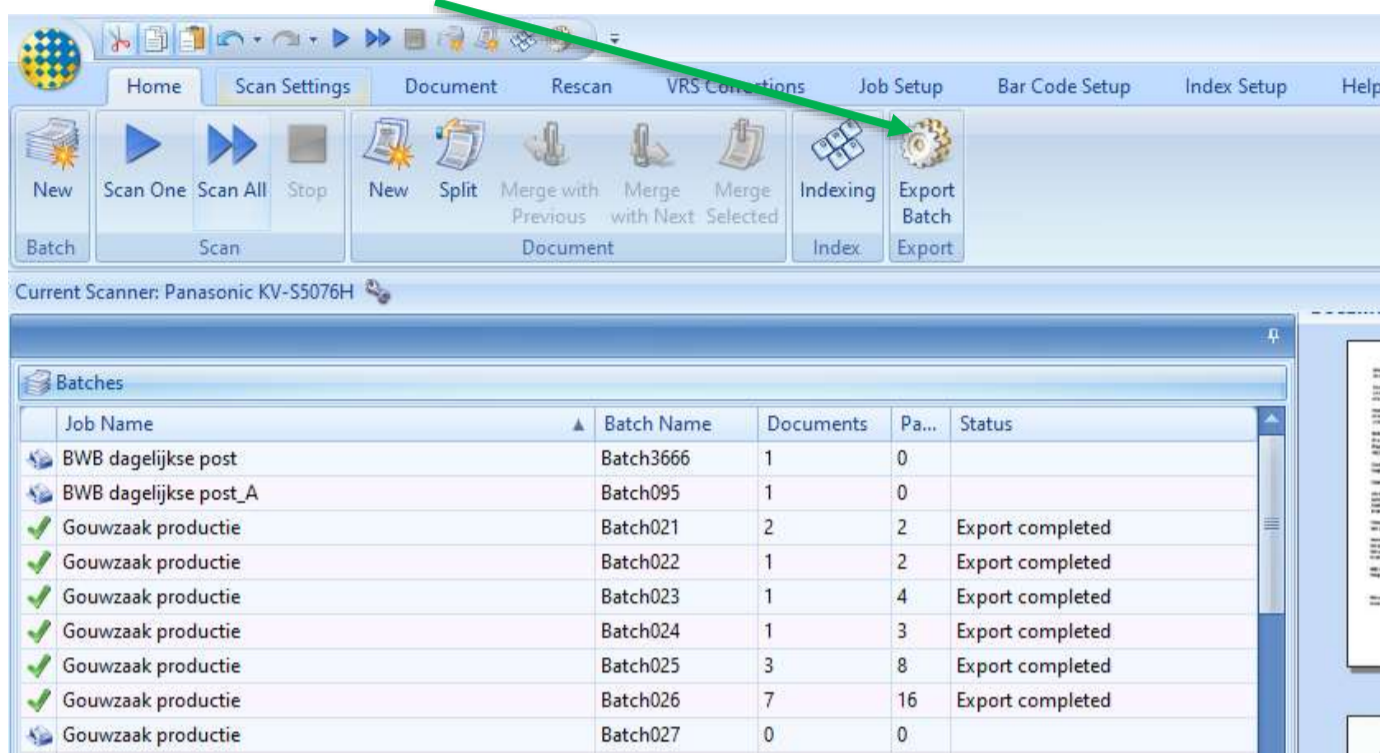 Home Scan Settings Document Rescan VRS Corrections Job Setup Bar Code Setup Index Setup Help
New Scan One Scan All Stop New Split Merge with Previous Merge with Next Merge Selected Indexing Export Batch
Batch Scan Document Index Export
Current Scanner: Panasonic KV-S5076H
Batches
Job Name Batch Name Documents Pa... Status
BWB dagelijkse post Batch3666 1 0
BWB dagelijkse post_A Batch095 1 0
Gouwzaak productie Batch021 2 2 Export completed
Gouwzaak productie Batch022 1 2 Export completed
Gouwzaak productie Batch023 1 4 Export completed
Gouwzaak productie Batch024 1 3 Export completed
Gouwzaak productie Batch025 3 8 Export completed
Gouwzaak productie Batch026 7 16 Export completed
Gouwzaak productie Batch027 0 0